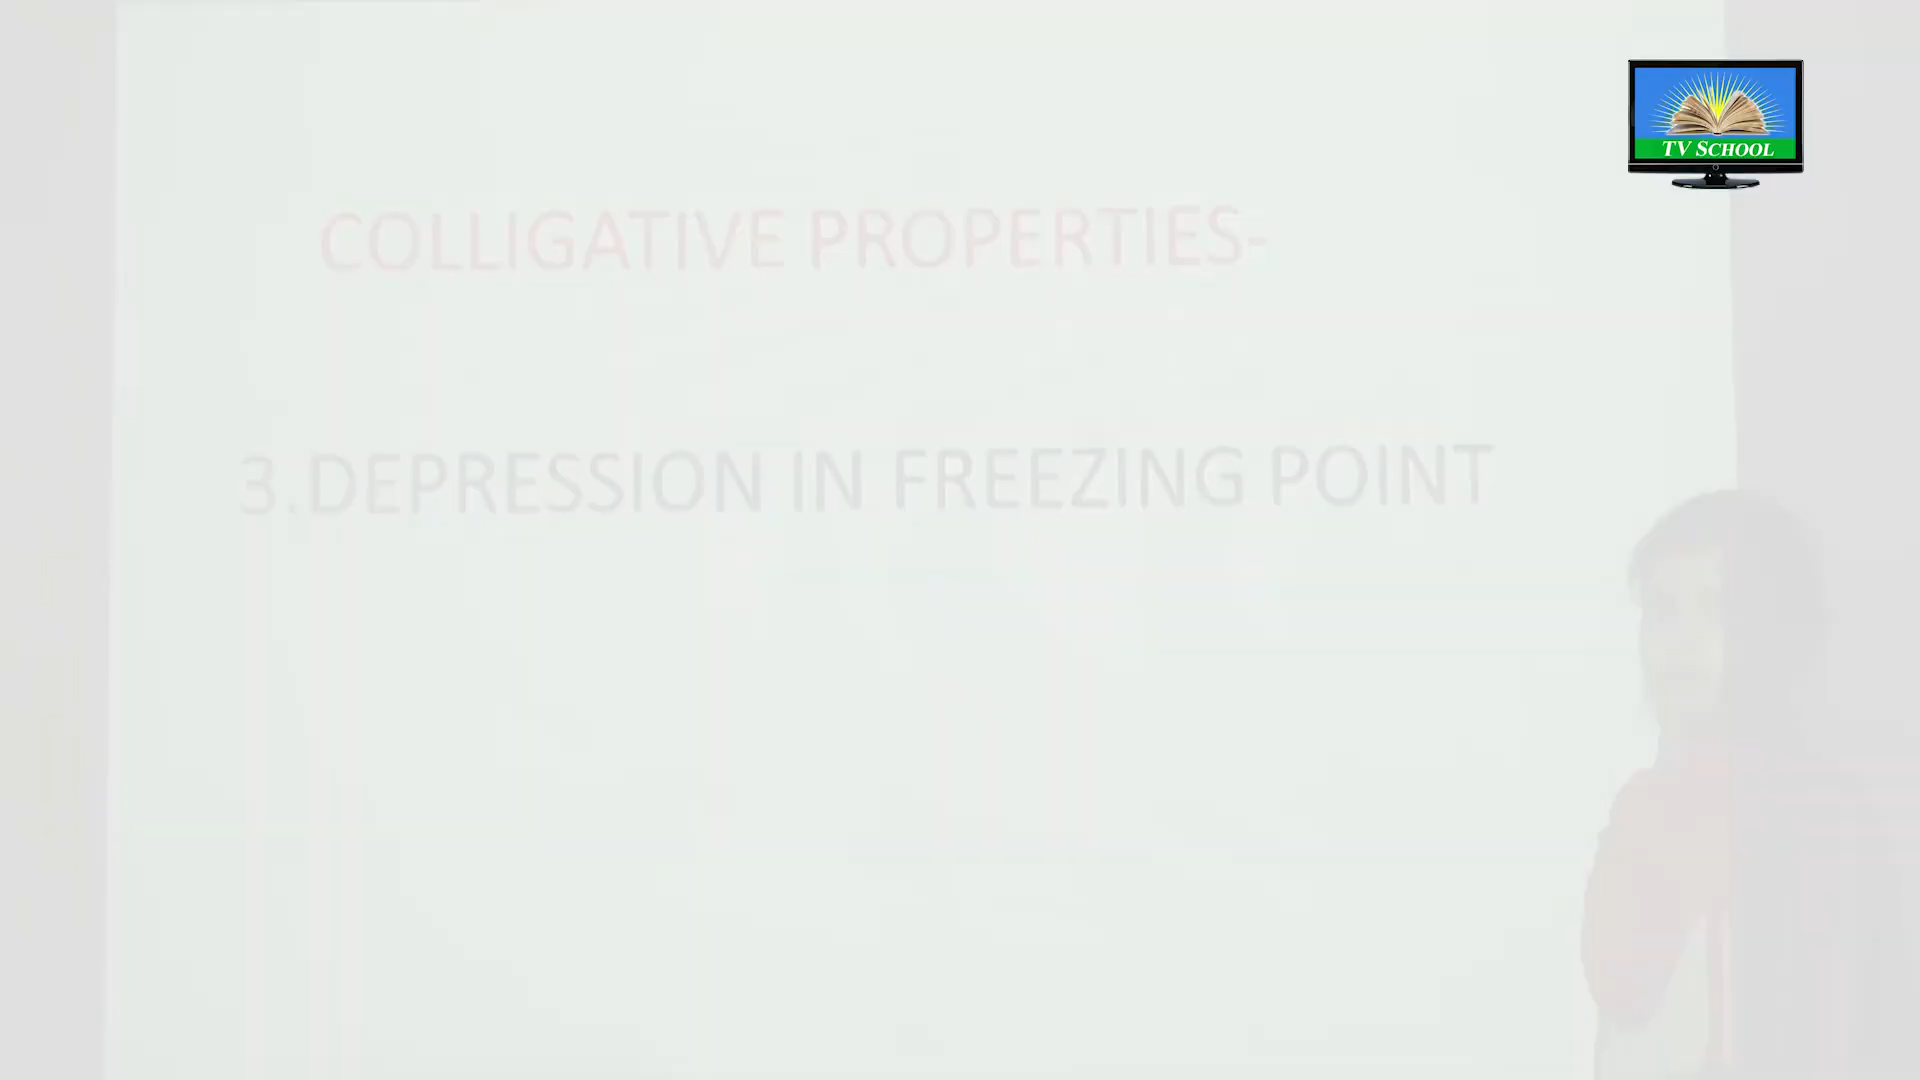 TV SCHOOL
COLLIGATIVE PROPERTIES-
3.DEPRESSION IN FREEZING POINT